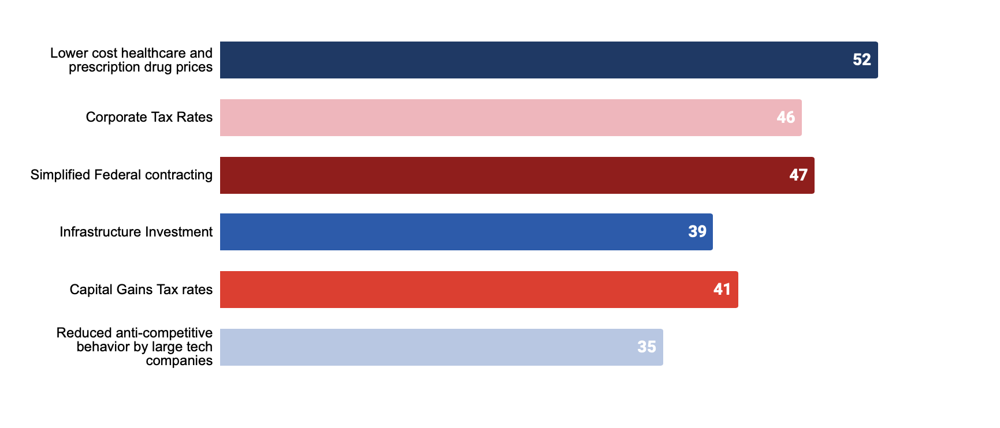 Lower cost healthcare and
prescription drug prices
52
Corporate Tax Rates
46
Simplified Federal contracting
47
Infrastructure Investment
39
Capital Gains Tax rates
41
Reduced anti-competitive
behavior by large tech
companies
35